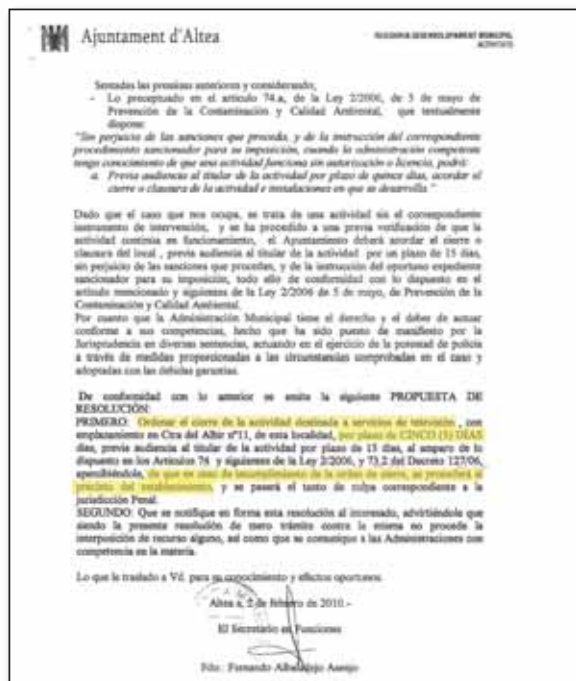 Ajuntament d'Altea
REGIDORIA DESENVOLUPAMENT MUNICIPAL
ACTIVITATS
Sentadas las premisas anteriores y considerando;
- Lo preceptuado en el artículo 74.a, de la Ley 2/2006, de 5 de mayo de
Prevención de la Contaminación y Calidad Ambiental, que textualmente
dispone:
"Sin perjuicio de las sanciones que proceda, y de la instrucción del correspondiente
procedimiento sancionador para su imposición, cuando la administración competente
tenga conocimiento de que una actividad funciona sin autorización o licencia, podrá:
a. Previa audiencia al titular de la actividad por plazo de quince días, acordar el
cierre o clausura de la actividad e instalaciones en que se desarrolla."
Dado que el caso que nos ocupa, se trata de una actividad sin el correspondiente
instrumento de intervención, y se ha procedido a una previa verificación de que la
actividad continúa en funcionamiento, el Ayuntamiento deberá acordar el cierre o
clausura del local, previa audiencia al titular de la actividad por un plazo de 15 días,
sin perjuicio de las sanciones que procedan, y de la instrucción del oportuno expediente
sancionador para su imposición, todo ello de conformidad con lo dispuesto en el
artículo mencionado y siguientes de la Ley 2/2006 de 5 de mayo, de Prevención de la
Contaminación y Calidad Ambiental.
Por cuanto que la Administración Municipal tiene el derecho y el deber de actuar
conforme a sus competencias, hecho que ha sido puesto de manifiesto por la
Jurisprudencia en diversas sentencias, actuando en el ejercicio de la potestad de policía
a través de medidas proporcionadas a las circunstancias comprobadas en el caso y
adoptadas con las debidas garantías.
De conformidad con lo anterior se emite la siguiente PROPUESTA DE
RESOLUCIÓN:
PRIMERO: Ordenar el cierre de la actividad destinada a servicios de televisión, con
emplazamiento en Ctra del Albir nº11, de esta localidad, por plazo de CINCO (5) DÍAS
días, previa audiencia al titular de la actividad por plazo de 15 días, al amparo de lo
dispuesto en los Artículos 74 y siguientes de la Ley 2/2006, y 73,2 del Decreto 127/06,
apercibiéndole, de que en caso de incumplimiento de la orden de cierre, se procederá al
precinto del establecimiento, y se pasará el tanto de culpa correspondiente a la
jurisdicción Penal.
SEGUNDO: Que se notifique en forma esta resolución al interesado, advirtiéndole que
siendo la presente resolución de mero trámite contra la misma no procede la
interposición de recurso alguno, así como que se comunique a las Administraciones con
competencia en la materia.
Lo que le traslado a Vd. para su conocimiento y efectos oportunos.
Altea a, 2 de febrero de 2010.-
El Secretario en Funciones
Fdo: Fernando Albaladejo Asenjo